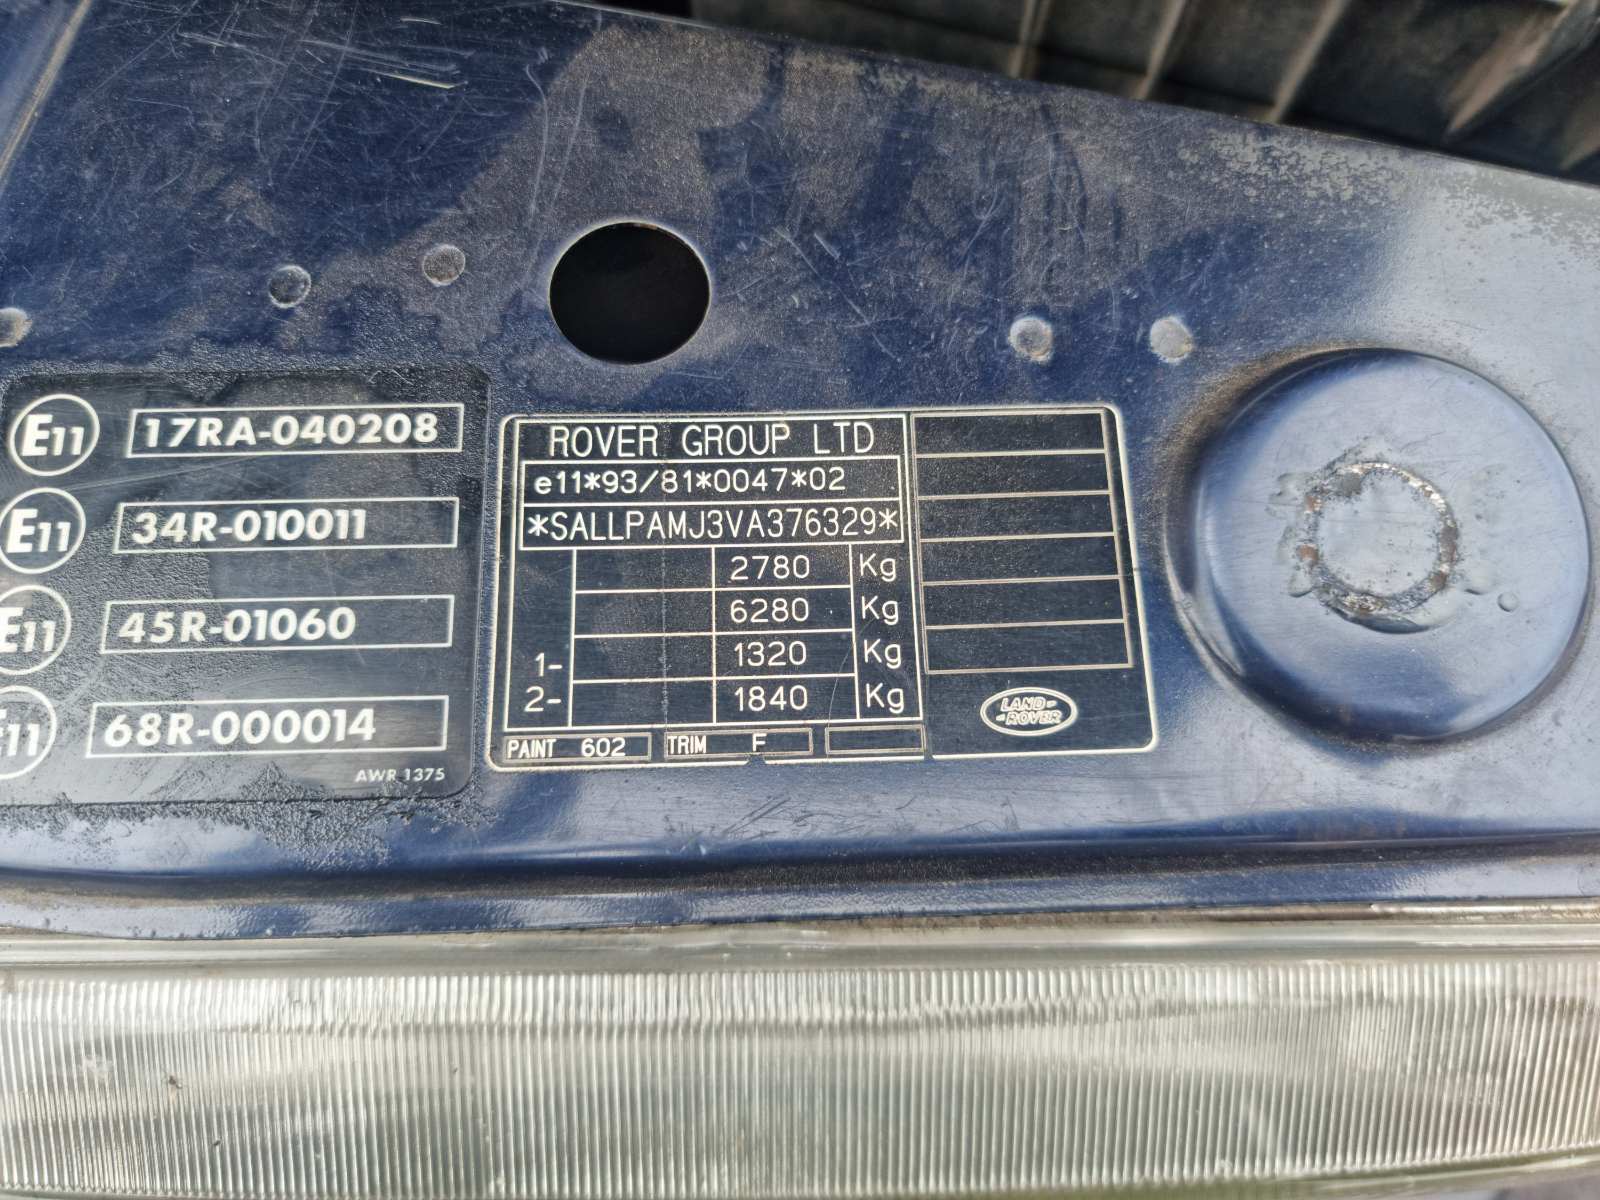 E11 17RA-040208
E11 34R-010011
E11 45R-01060
E11 68R-000014
AWR 1375
ROVER GROUP LTD
e11*93/81*0047*02
*SALLPAMJ3VA376329*
2780 Kg
6280 Kg
1- 1320 Kg
2- 1840 Kg
PAINT 602 TRIM F
LAND-
-ROVER